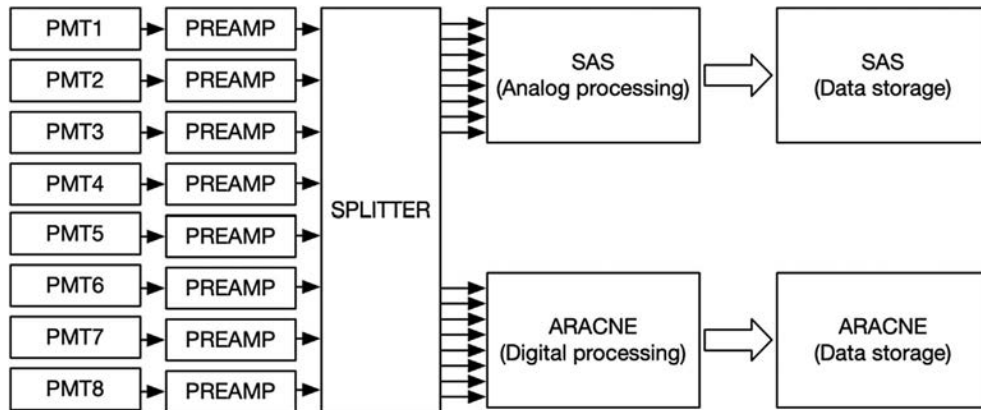 PMT1
PREAMP
PMT2
PREAMP
PMT3
PREAMP
PMT4
PREAMP
PMT5
PREAMP
PMT6
PREAMP
PMT7
PREAMP
PMT8
PREAMP
SPLITTER
SAS
(Analog processing)
SAS
(Data storage)
ARACNE
(Digital processing)
ARACNE
(Data storage)